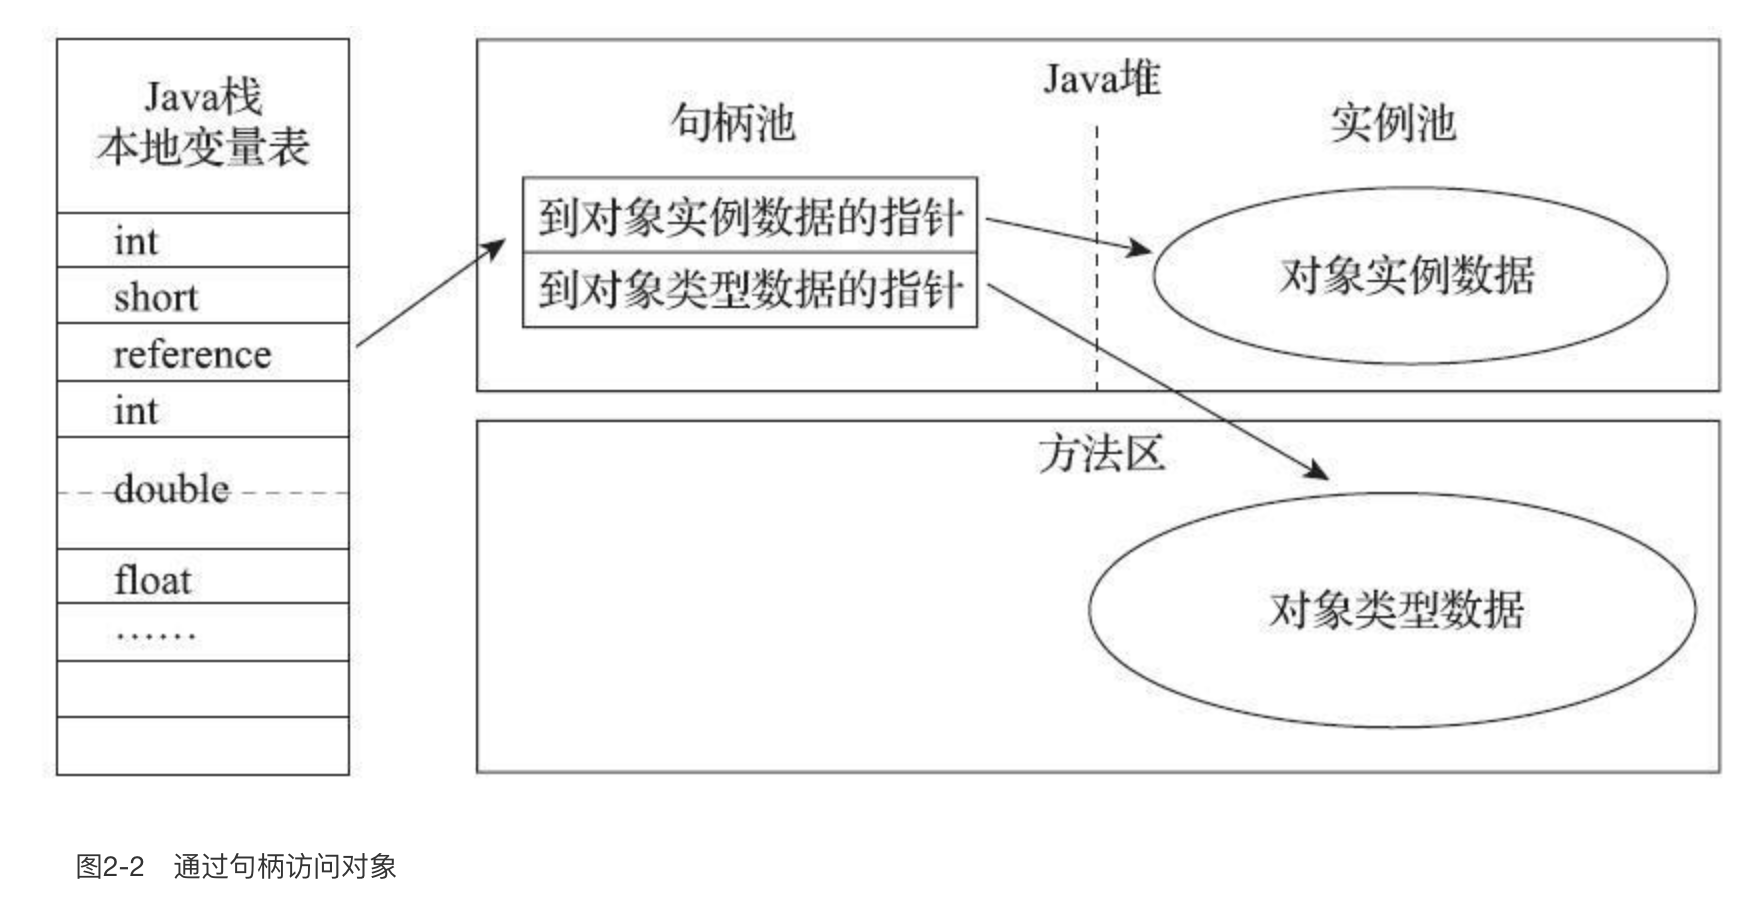 Java栈
本地变量表
int
short
reference
int
double
float
……
Java堆
句柄池
实例池
到对象实例数据的指针
到对象类型数据的指针
对象实例数据
方法区
对象类型数据
图2-2 通过句柄访问对象